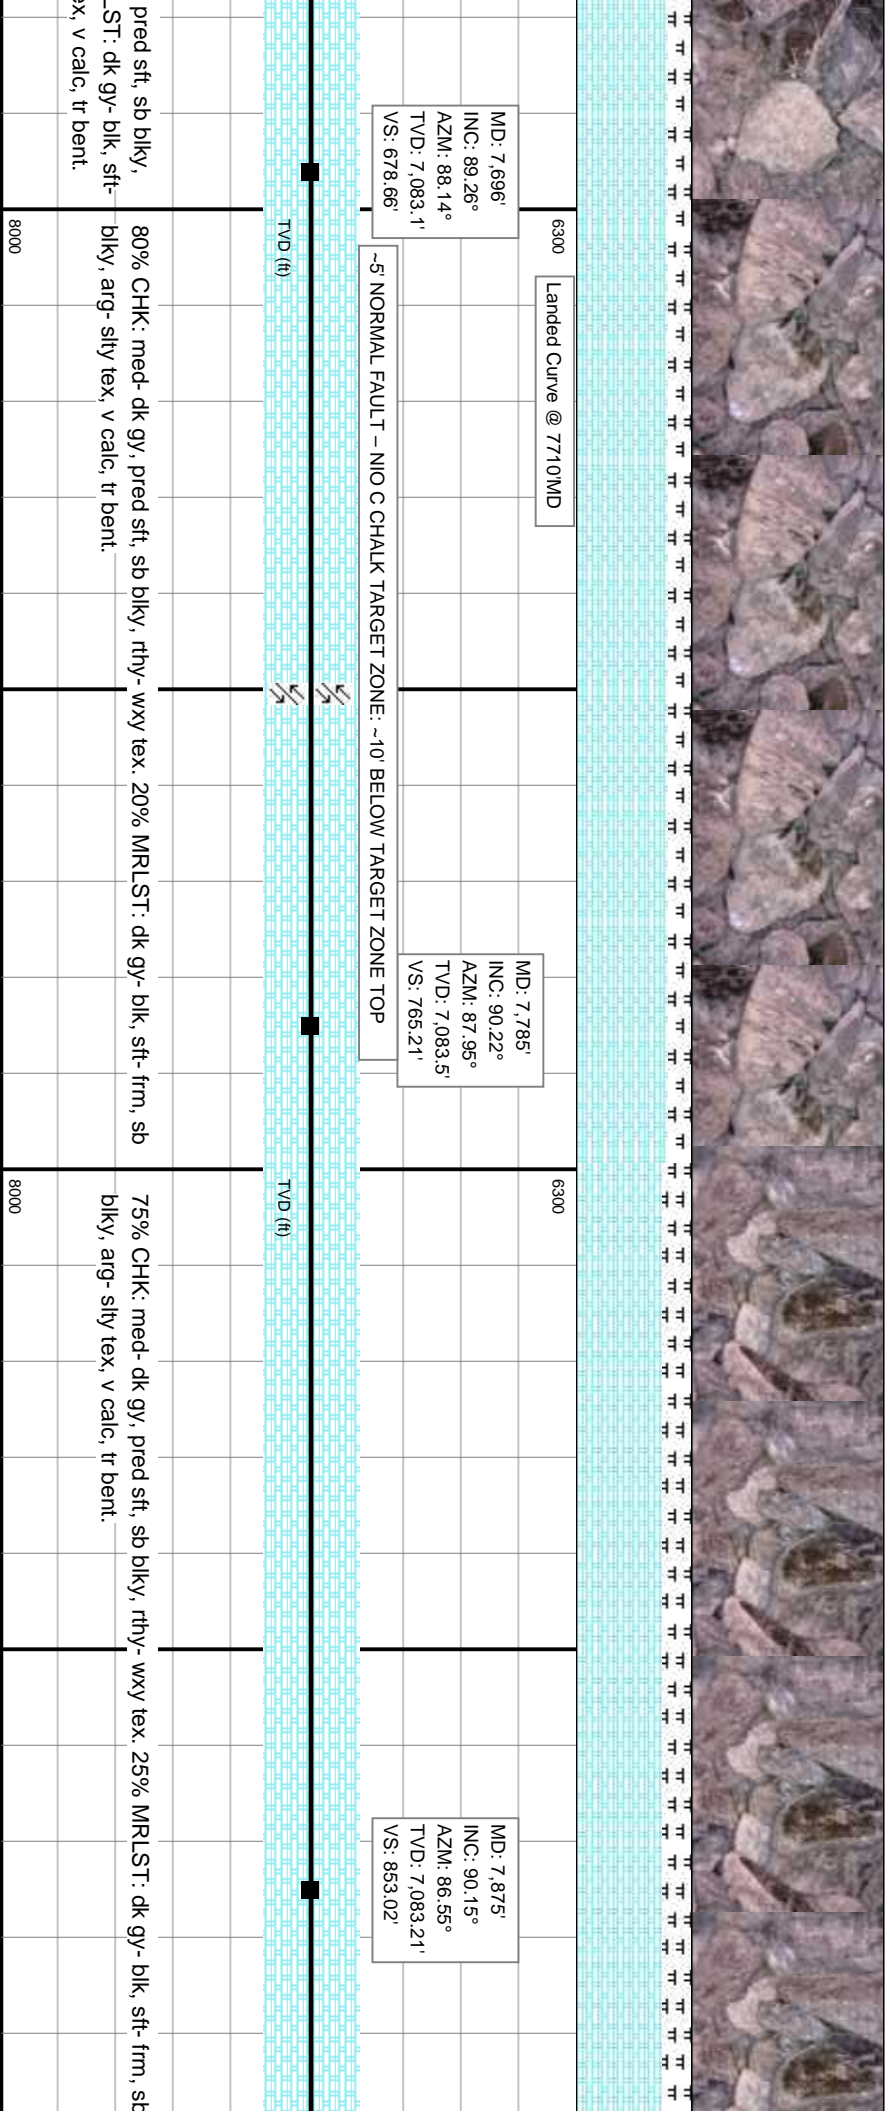 MD: 7,696'
INC: 89.26°
AZM: 88.14°
TVD: 7,083.1'
VS: 678.66'
6300
Landed Curve @ 7710'MD
~5' NORMAL FAULT – NIO C CHALK TARGET ZONE: ~10' BELOW TARGET ZONE TOP
MD: 7,785'
INC: 90.22°
AZM: 87.95°
TVD: 7,083.5'
VS: 765.21'
6300
MD: 7,875'
INC: 90.15°
AZM: 86.55°
TVD: 7,083.21'
VS: 853.02'
TVD (ft)
TVD (ft)
pred sft, sb blky,
ST: dk gy- blk, sft-
ex, v calc, tr bent.
80% CHK: med- dk gy, pred sft, sb blky, rthy- wxy tex. 20% MRLST: dk gy- blk, sft- frm, sb
blky, arg- slty tex, v calc, tr bent.
75% CHK: med- dk gy, pred sft, sb blky, rthy- wxy tex. 25% MRLST: dk gy- blk, sft- frm, sb
blky, arg- slty tex, v calc, tr bent.
8000
8000